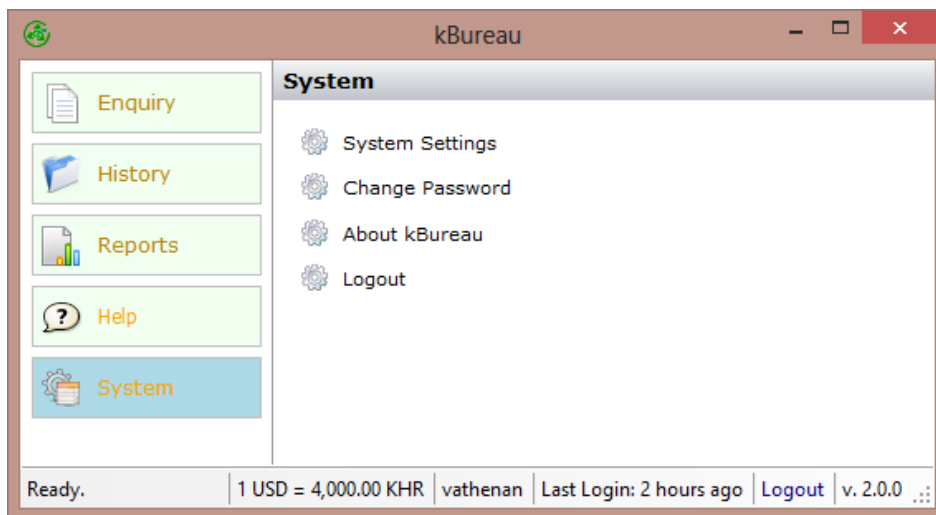 kBureau
Enquiry
History
Reports
Help
System
System
System Settings
Change Password
About kBureau
Logout
Ready.
1 USD = 4,000.00 KHR
vathenan
Last Login: 2 hours ago
Logout
v. 2.0.0